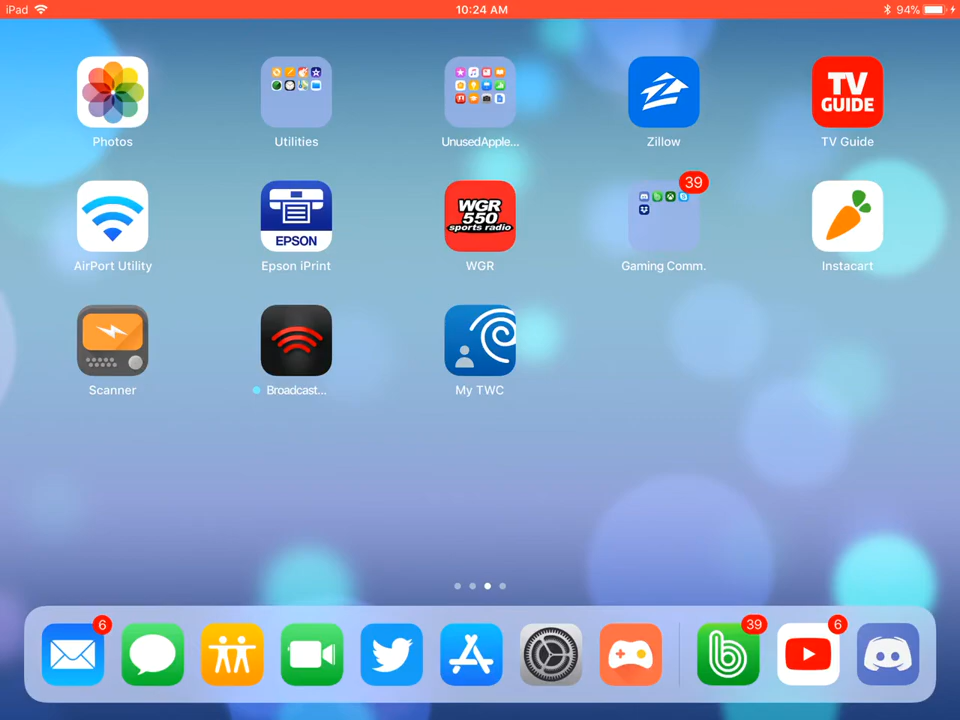 iPad 10:24 AM 94%
Photos Utilities UnusedApple... Zillow TV Guide
TV GUIDE
39
EPSON
WGR 550 sports radio
AirPort Utility Epson iPrint WGR Gaming Comm. Instacart
Scanner Broadcast... My TWC
6 39 6